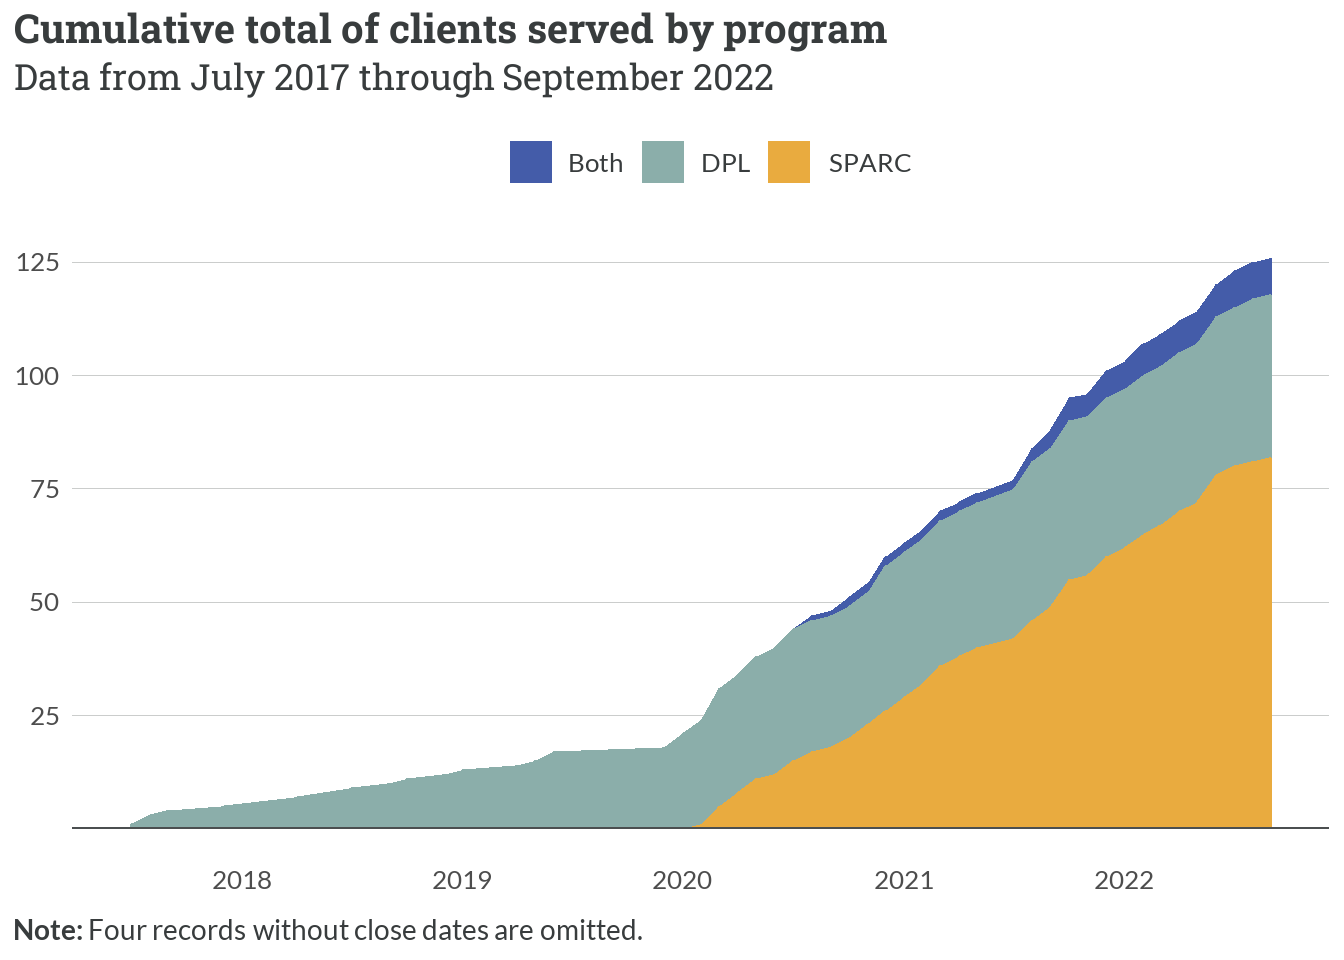 Cumulative total of clients served by program
Data from July 2017 through September 2022
Both DPL SPARC
125
100
75
50
25
2018 2019 2020 2021 2022
Note: Four records without close dates are omitted.